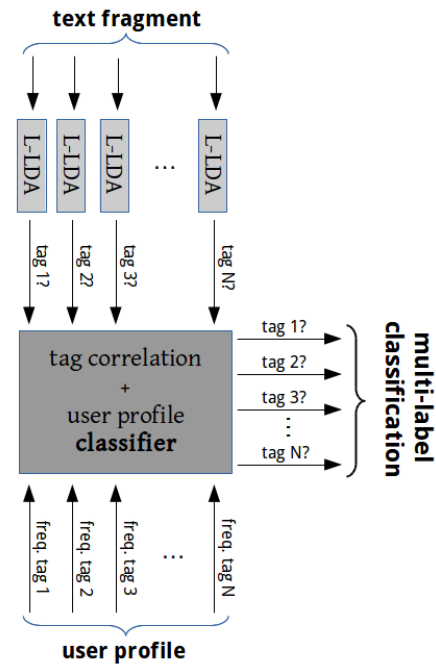 text fragment
L-LDA
L-LDA
L-LDA
...
L-LDA
tag 1?
tag 2?
tag 3?
tag N?
tag correlation
+
user profile
classifier
tag 1?
tag 2?
tag 3?
...
tag N?
multi-label
classification
freq. tag 1
freq. tag 2
freq. tag 3
...
freq. tag N
user profile